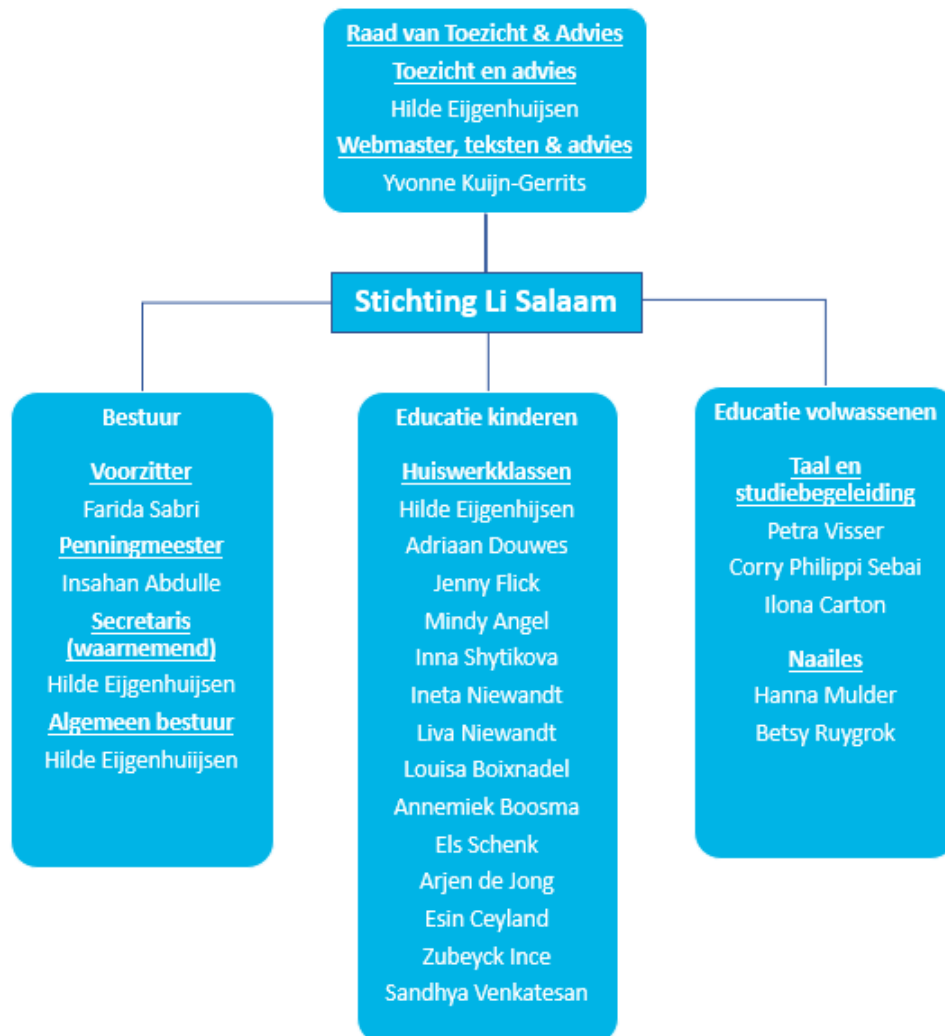 Raad van Toezicht & Advies
Toezicht en advies
Hilde Eijgenhuijsen
Webmaster, teksten & advies
Yvonne Kuijn-Gerrits
Stichting Li Salaam
Bestuur
Voorzitter
Farida Sabri
Penningmeester
Insahan Abdulle
Secretaris
(waarnemend)
Hilde Eijgenhuijsen
Algemeen bestuur
Hilde Eijgenhuiijsen
Educatie kinderen
Huiswerkklassen
Hilde Eijgenhijsen
Adriaan Douwes
Jenny Flick
Mindy Angel
Inna Shytikova
Ineta Niewandt
Liva Niewandt
Louisa Boixnadel
Annemiek Boosma
Els Schenk
Arjen de Jong
Esin Ceyland
Zubeyck Ince
Sandhya Venkatesan
Educatie volwassenen
Taal en
studiebegeleiding
Petra Visser
Corry Philippi Sebai
Ilona Carton
Naailes
Hanna Mulder
Betsy Ruygrok